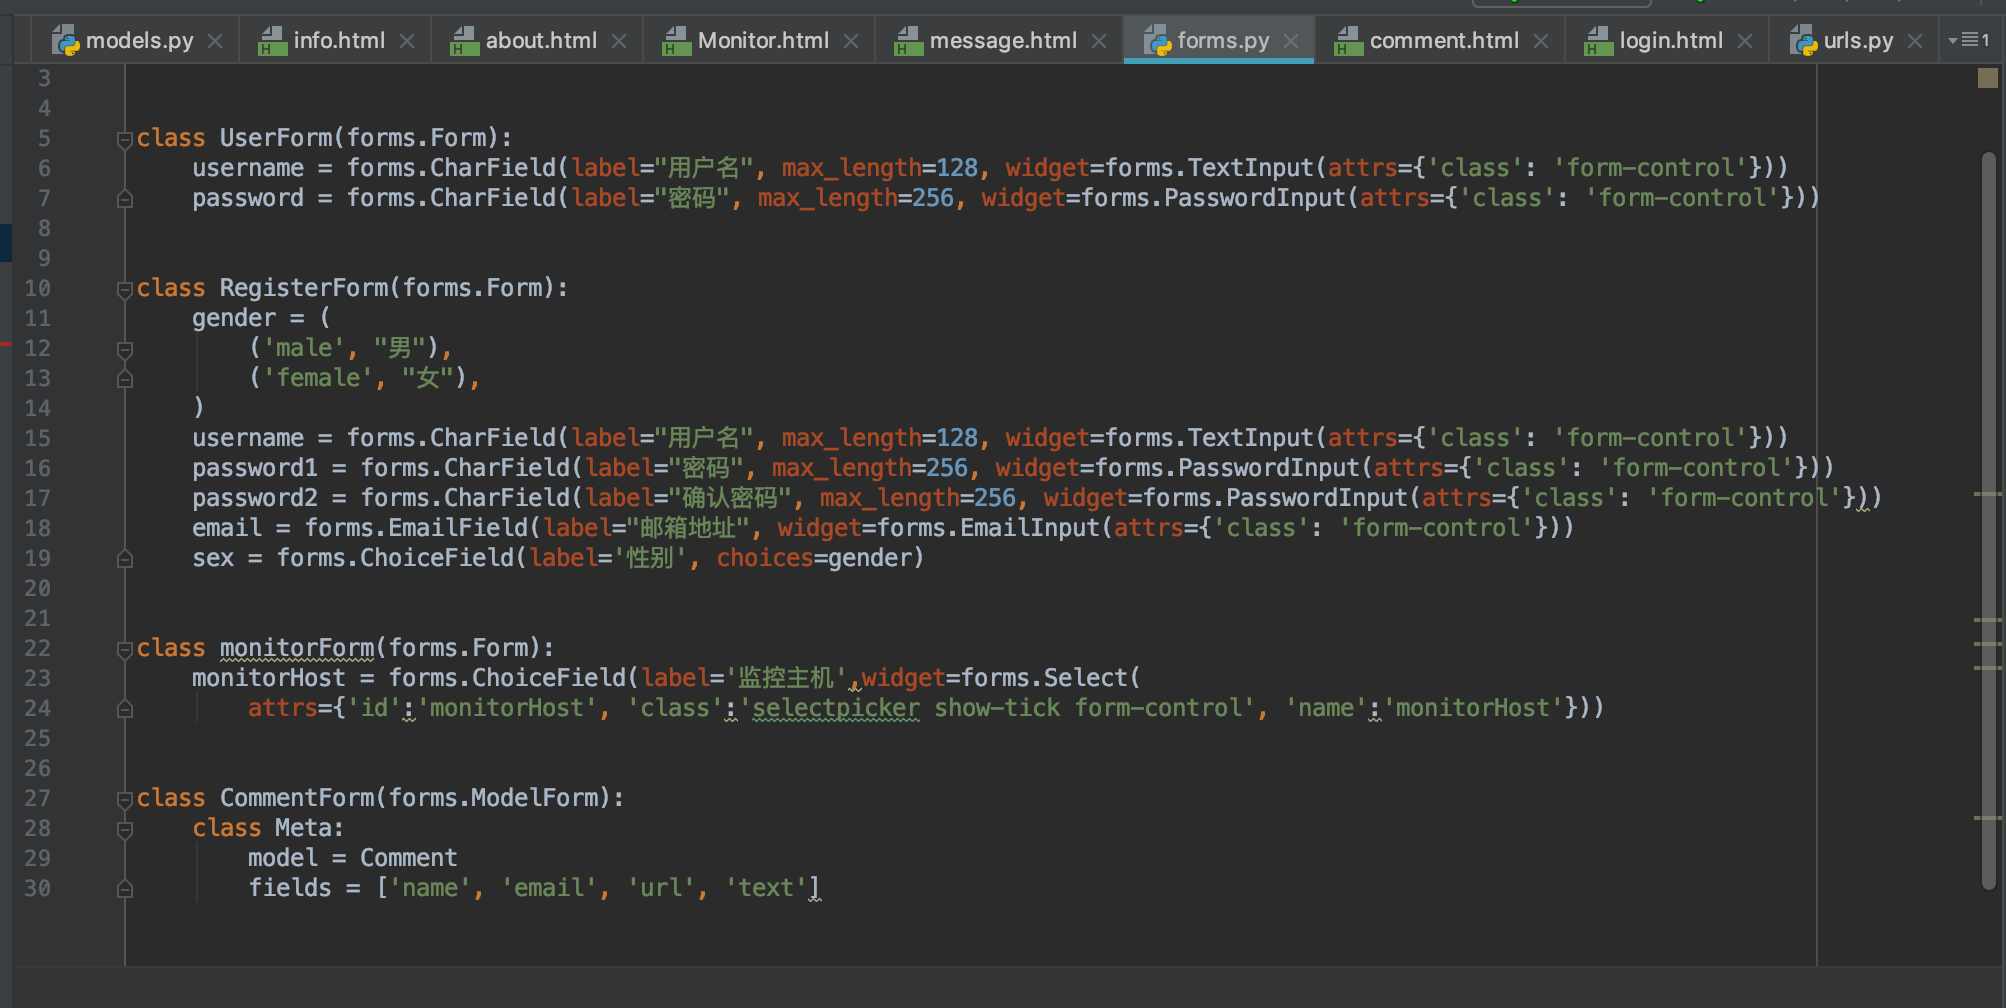 models.py info.html about.html Monitor.html message.html forms.py comment.html login.html urls.py 1
3
4
5 class UserForm(forms.Form):
6 username = forms.CharField(label="用户名", max_length=128, widget=forms.TextInput(attrs={'class': 'form-control'}))
7 password = forms.CharField(label="密码", max_length=256, widget=forms.PasswordInput(attrs={'class': 'form-control'}))
8
9
10 class RegisterForm(forms.Form):
11 gender = (
12 ('male', "男"),
13 ('female', "女"),
14 )
15 username = forms.CharField(label="用户名", max_length=128, widget=forms.TextInput(attrs={'class': 'form-control'}))
16 password1 = forms.CharField(label="密码", max_length=256, widget=forms.PasswordInput(attrs={'class': 'form-control'}))
17 password2 = forms.CharField(label="确认密码", max_length=256, widget=forms.PasswordInput(attrs={'class': 'form-control'}))
18 email = forms.EmailField(label="邮箱地址", widget=forms.EmailInput(attrs={'class': 'form-control'}))
19 sex = forms.ChoiceField(label='性别', choices=gender)
20
21
22 class monitorForm(forms.Form):
23 monitorHost = forms.ChoiceField(label='监控主机',widget=forms.Select(
24 attrs={'id':'monitorHost', 'class':'selectpicker show-tick form-control', 'name':'monitorHost'}))
25
26
27 class CommentForm(forms.ModelForm):
28 class Meta:
29 model = Comment
30 fields = ['name', 'email', 'url', 'text']